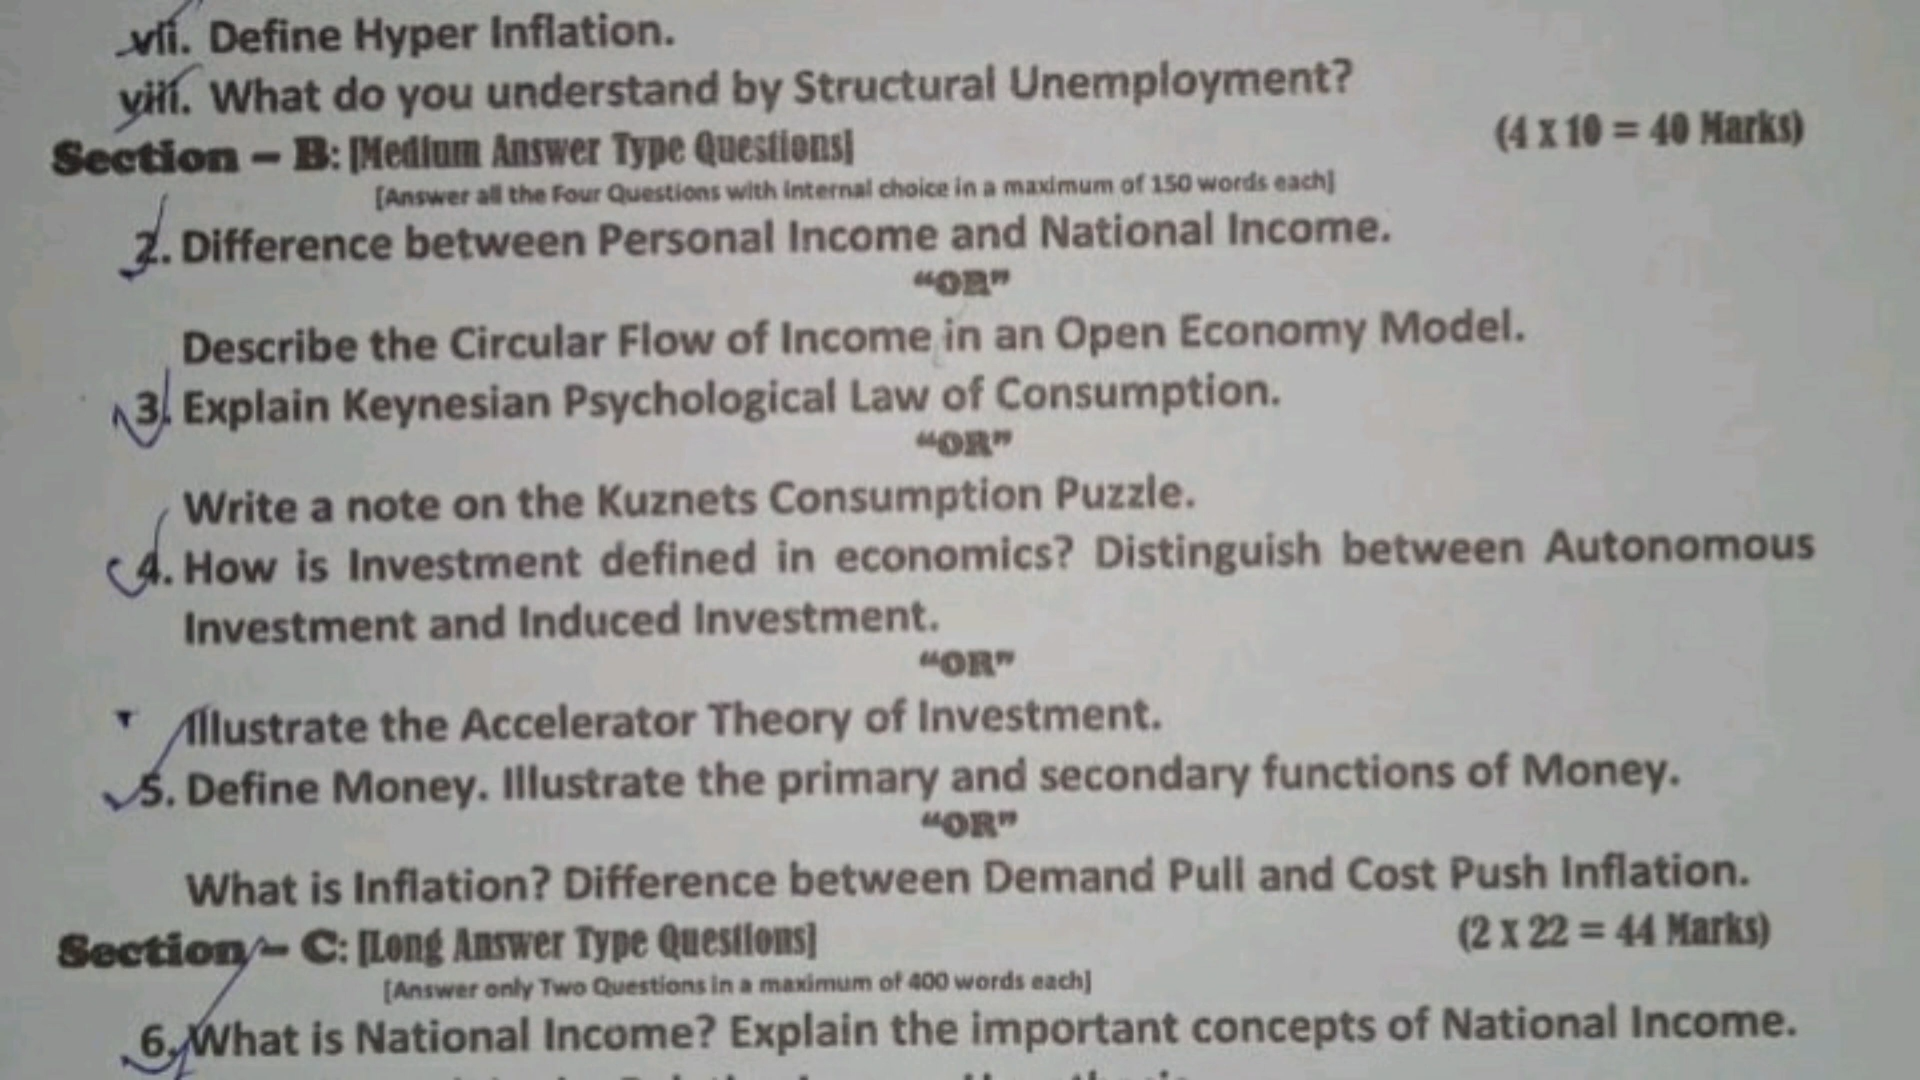 vii. Define Hyper Inflation.
viii. What do you understand by Structural Unemployment?
Section – B: [Medium Answer Type Questions] (4 x 10 = 40 Marks)
[Answer all the Four Questions with internal choice in a maximum of 150 words each]
2. Difference between Personal Income and National Income.
“OR”
Describe the Circular Flow of Income in an Open Economy Model.
3. Explain Keynesian Psychological Law of Consumption.
“OR”
Write a note on the Kuznets Consumption Puzzle.
4. How is Investment defined in economics? Distinguish between Autonomous
Investment and Induced Investment.
“OR”
Illustrate the Accelerator Theory of Investment.
5. Define Money. Illustrate the primary and secondary functions of Money.
“OR”
What is Inflation? Difference between Demand Pull and Cost Push Inflation.
Section – C: [Long Answer Type Questions] (2 x 22 = 44 Marks)
[Answer only Two Questions in a maximum of 400 words each]
6. What is National Income? Explain the important concepts of National Income.